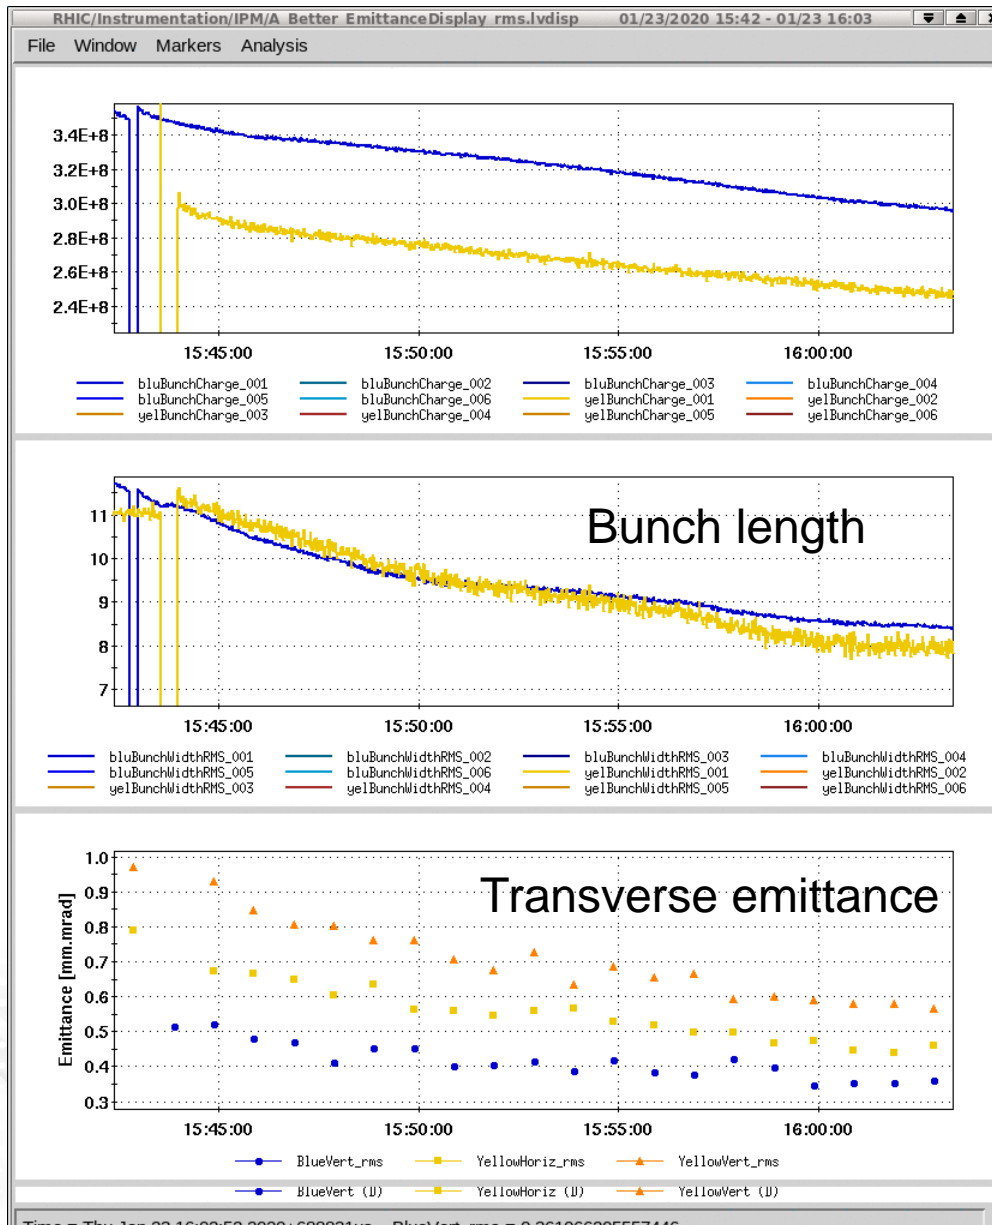 RHIC/Instrumentation/IPM/A Better EmittanceDisplay rms.lvdisp 01/23/2020 15:42 - 01/23 16:03
File Window Markers Analysis
3.4E+8
3.2E+8
3.0E+8
2.8E+8
2.6E+8
2.4E+8
15:45:00 15:50:00 15:55:00 16:00:00
bluBunchCharge_001 bluBunchCharge_002 bluBunchCharge_003 bluBunchCharge_004
bluBunchCharge_005 bluBunchCharge_006 yelBunchCharge_001 yelBunchCharge_002
yelBunchCharge_003 yelBunchCharge_004 yelBunchCharge_005 yelBunchCharge_006
Bunch length
11
10
9
8
7
15:45:00 15:50:00 15:55:00 16:00:00
bluBunchWidthRMS_001 bluBunchWidthRMS_002 bluBunchWidthRMS_003 bluBunchWidthRMS_004
bluBunchWidthRMS_005 bluBunchWidthRMS_006 yelBunchWidthRMS_001 yelBunchWidthRMS_002
yelBunchWidthRMS_003 yelBunchWidthRMS_004 yelBunchWidthRMS_005 yelBunchWidthRMS_006
Transverse emittance
Emittance [mm.mrad]
1.0
0.9
0.8
0.7
0.6
0.5
0.4
0.3
15:45:00 15:50:00 15:55:00 16:00:00
BlueVert_rms YellowHoriz_rms YellowVert_rms
BlueVert (U) YellowHoriz (U) YellowVert (U)